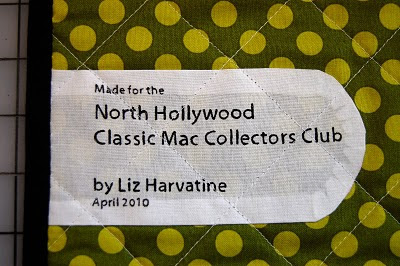 Made for the
North Hollywood
Classic Mac Collectors Club
by Liz Harvatine
April 2010